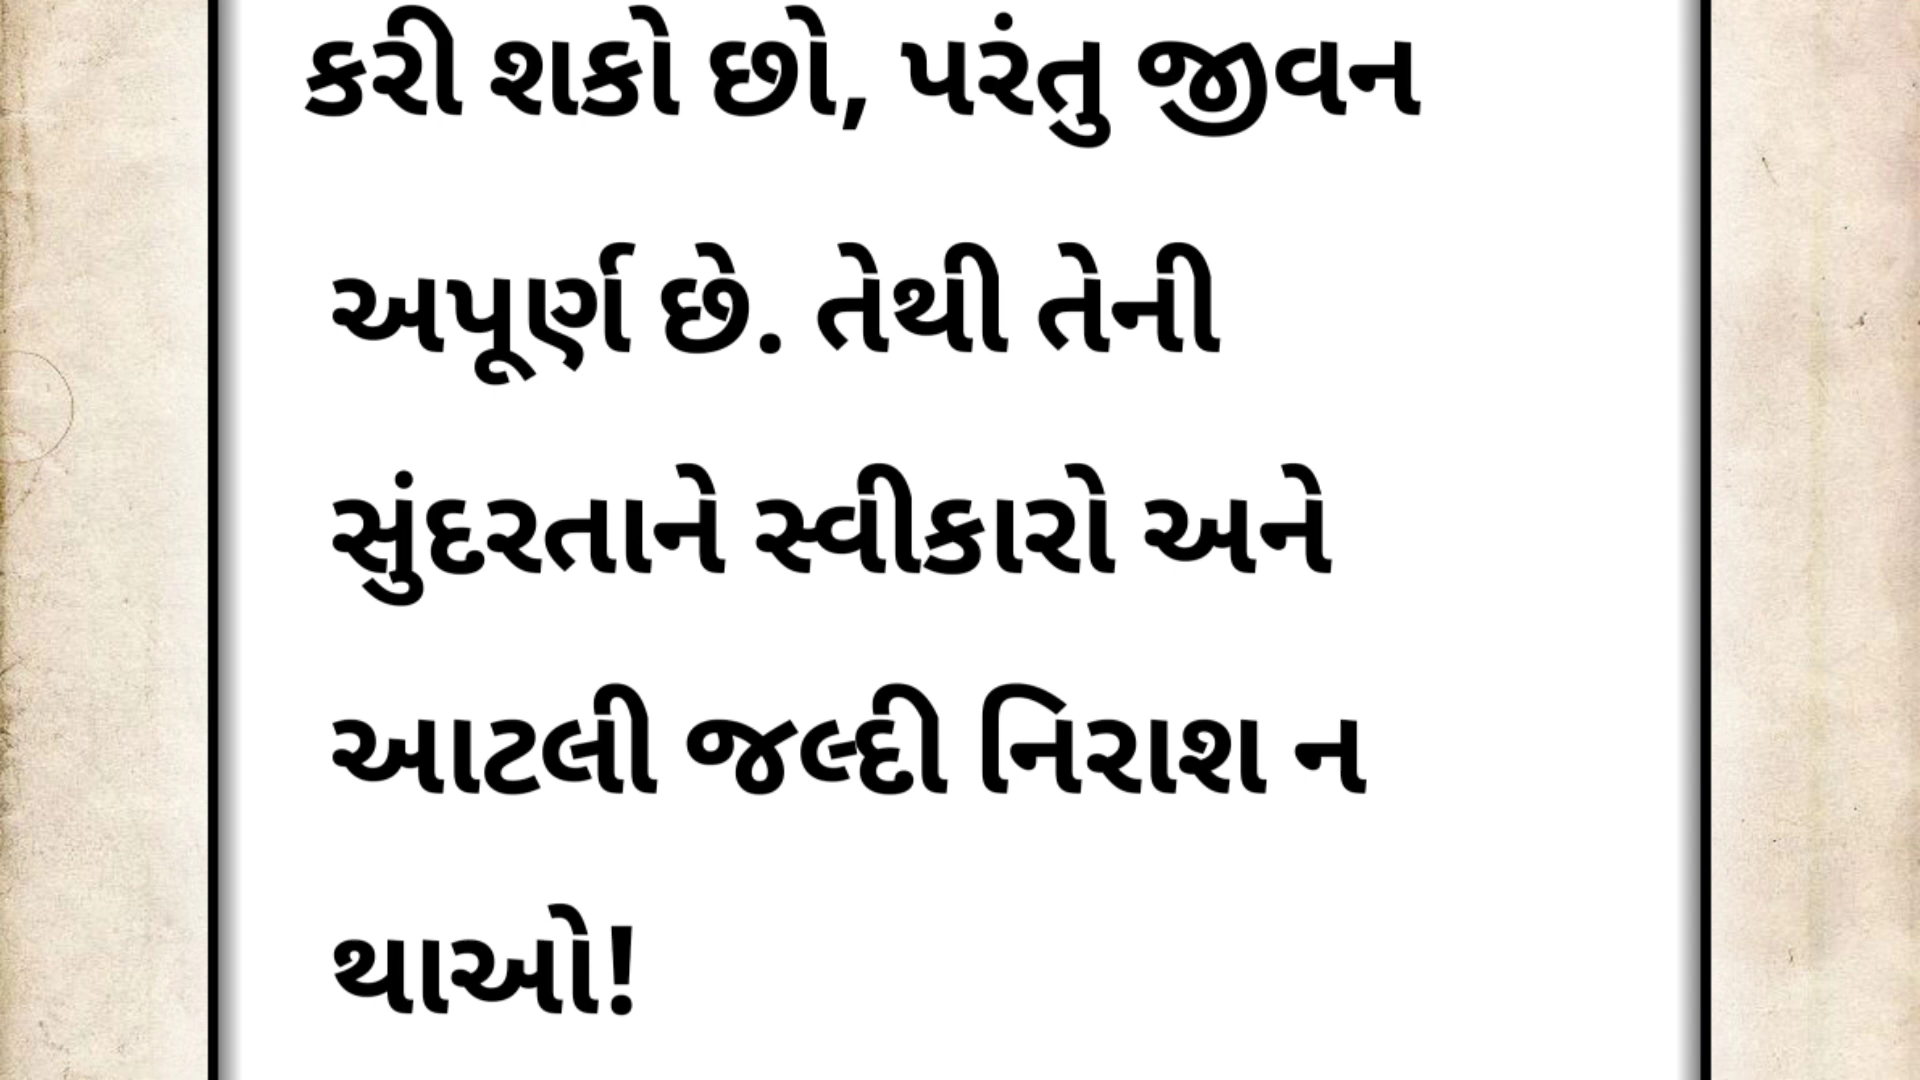 કરી શકો છો, પરંતુ જીવન
અપૂર્ણ છે. તેથી તેની
સુંદરતાને સ્વીકારો અને
આટલી જલ્દી નિરાશ ન
થાઓ!